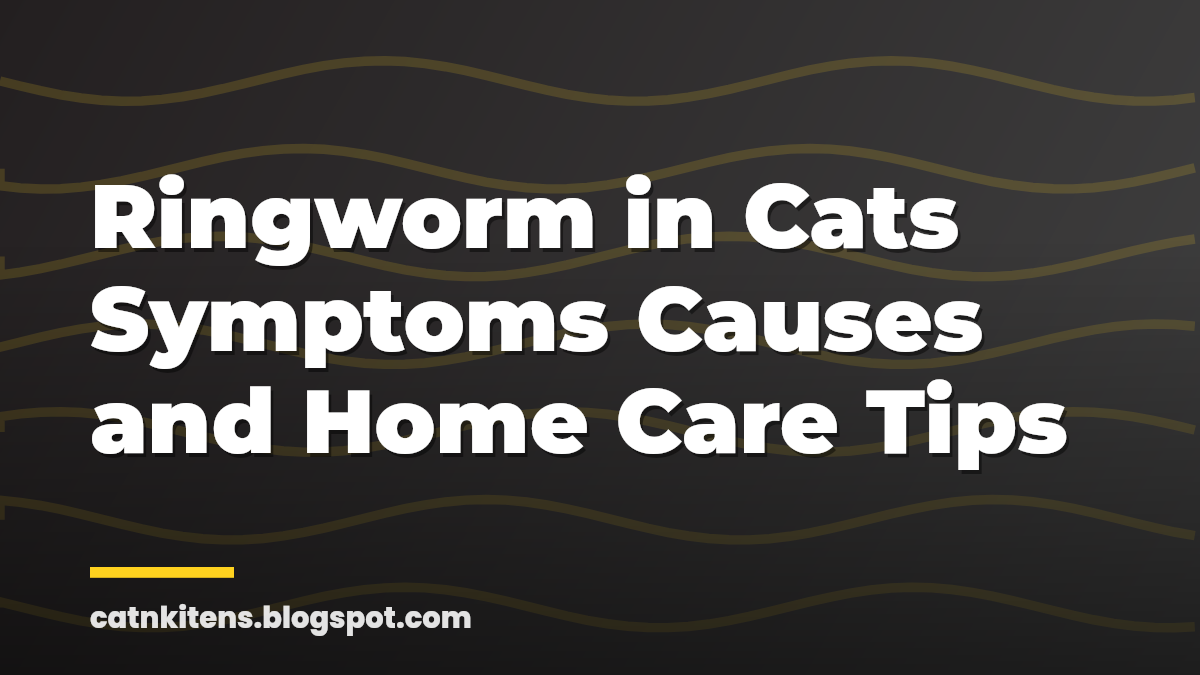 Ringworm in Cats
Symptoms Causes
and Home Care Tips
catnkitens.blogspot.com